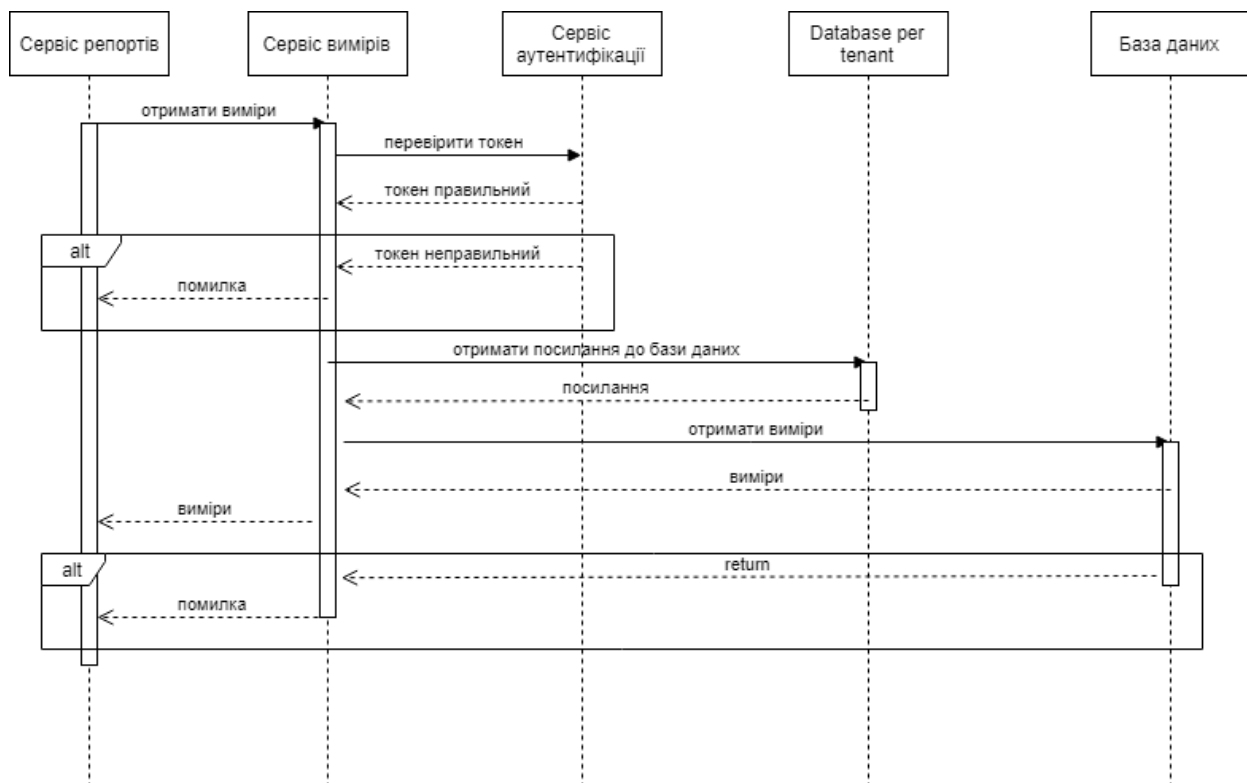 Сервіс репортів
Сервіс вимірів
Сервіс
аутентифікації
Database per
tenant
База даних
отримати виміри
перевірити токен
токен правильний
alt
токен неправильний
помилка
отримати посилання до бази даних
посилання
отримати виміри
виміри
виміри
alt
return
помилка